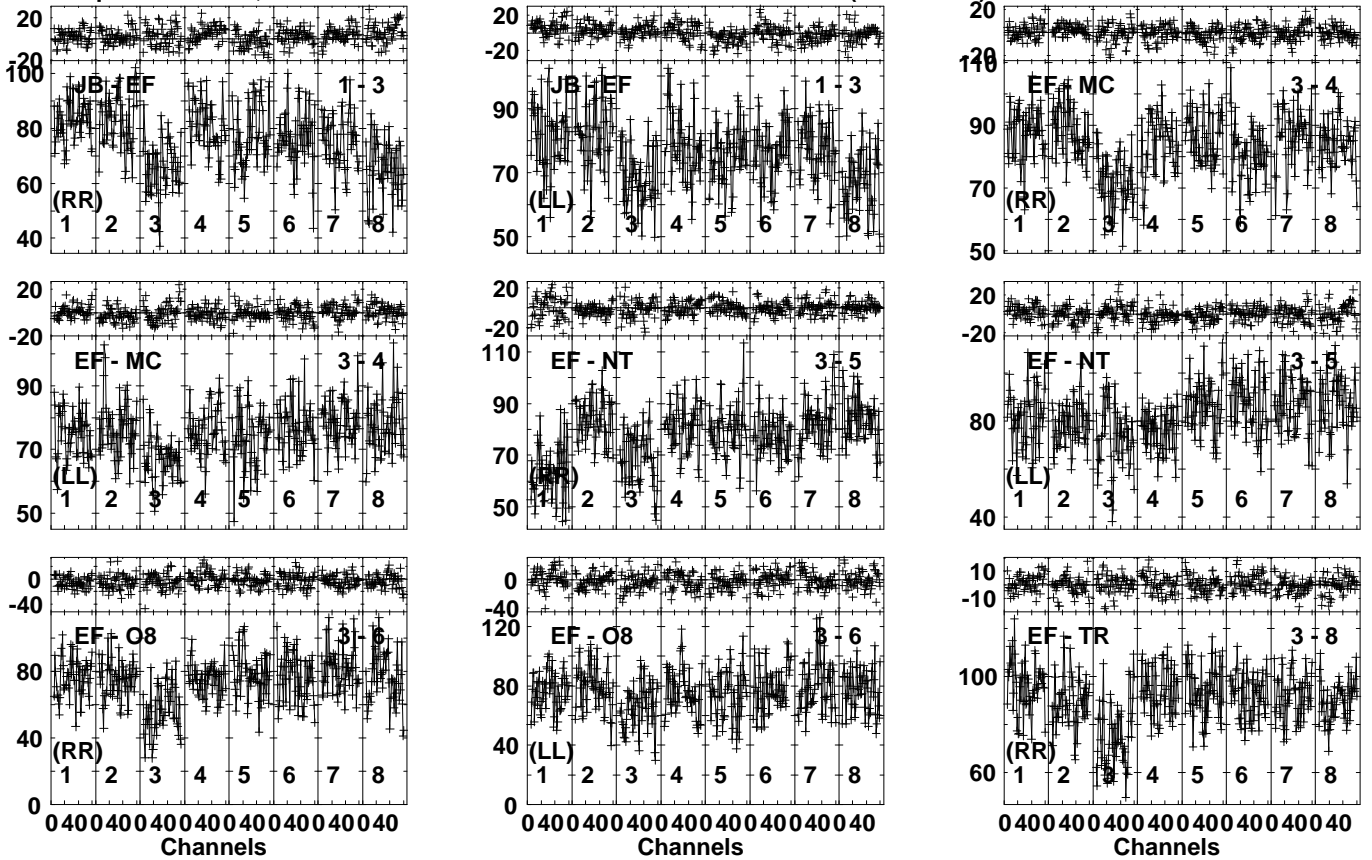 20 20 20
-20 -20 -20
100 JB - EF 1 - 3
80
60
(RR)
1 2 3 4 5 6 7 8
40
90 JB - EF 1 - 3
70
(LL)
1 2 3 4 5 6 7 8
50
110 EF - MC 3 - 4
90
70
(RR)
1 2 3 4 5 6 7 8
50
20 20 20
-20 -20 -20
EF - MC 3 - 4
90
70
(LL)
1 2 3 4 5 6 7 8
50
110 EF - NT 3 - 5
90
70
(RR)
1 2 3 4 5 6 7 8
50
EF - NT 3 - 5
80
(LL)
1 2 3 4 5 6 7 8
40
0 0 10
-40 -40 -10
EF - O8 3 - 6
80
40
(RR)
1 2 3 4 5 6 7 8
0
120 EF - O8 3 - 6
80
40
(LL)
1 2 3 4 5 6 7 8
0
EF - TR 3 - 8
100
(RR)
60 1 2 3 4 5 6 7 8
0 40 0 40 0 40 0 40 0 40 0 40 0 40 0 40
Channels
0 40 0 40 0 40 0 40 0 40 0 40 0 40 0 40
Channels
0 40 0 40 0 40 0 40 0 40 0 40 0 40 0 40
Channels